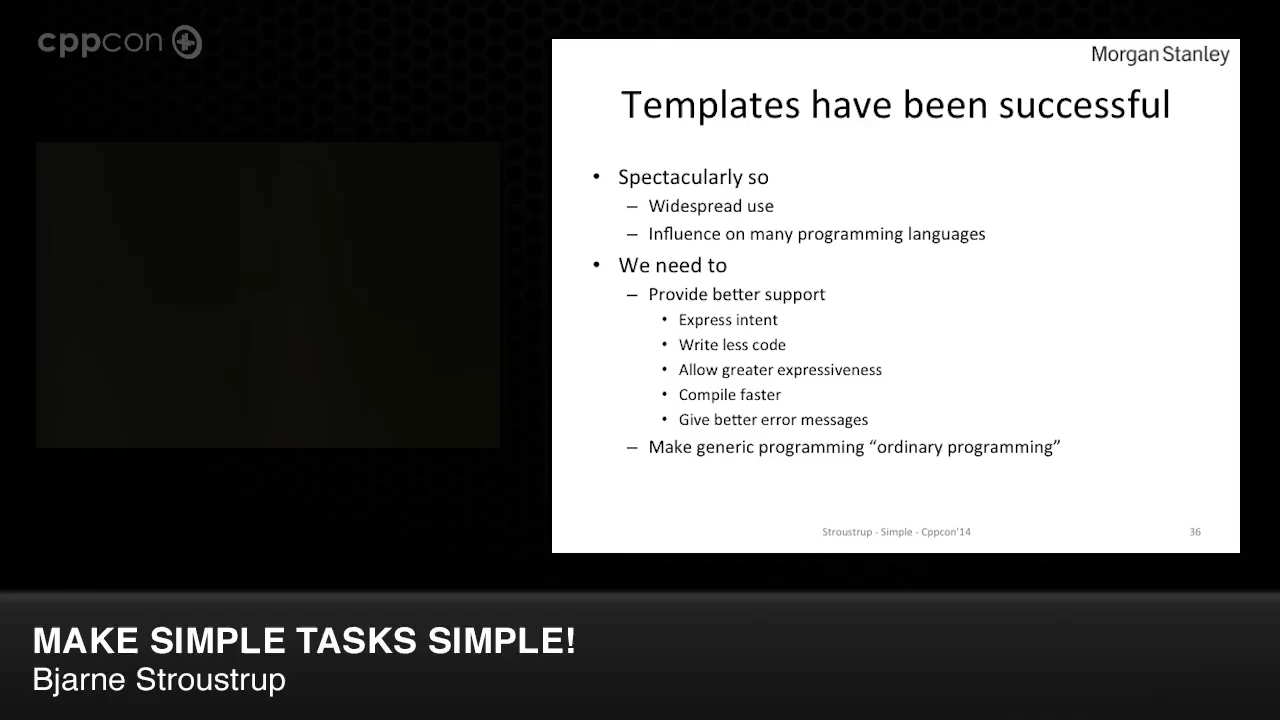 cppcon
Morgan Stanley
Templates have been successful
• Spectacularly so
– Widespread use
– Influence on many programming languages
• We need to
– Provide better support
• Express intent
• Write less code
• Allow greater expressiveness
• Compile faster
• Give better error messages
– Make generic programming “ordinary programming”
Stroustrup - Simple - Cppcon'14
36
MAKE SIMPLE TASKS SIMPLE!
Bjarne Stroustrup